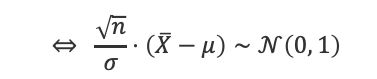 ⇔ √n/σ · (X̄ − μ) ~ 𝒩(0, 1)